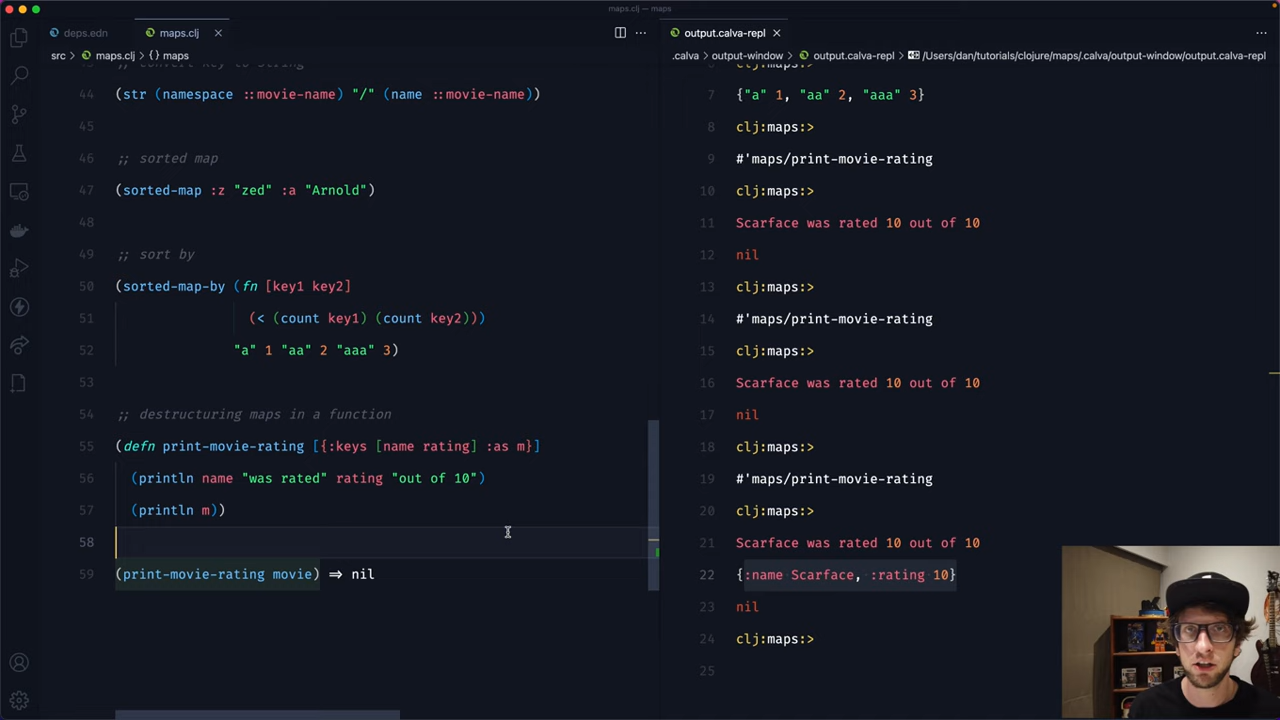 maps.clj — maps
deps.edn
maps.clj
output.calva-repl
src > maps.clj > {} maps
.calva > output-window > output.calva-repl > /Users/dan/tutorials/clojure/maps/.calva/output-window/output.calva-repl
;; convert key to String
44 (str (namespace ::movie-name) "/" (name ::movie-name))
45
46 ;; sorted map
47 (sorted-map :z "zed" :a "Arnold")
48
49 ;; sort by
50 (sorted-map-by (fn [key1 key2]
51 (< (count key1) (count key2)))
52 "a" 1 "aa" 2 "aaa" 3)
53
54 ;; destructuring maps in a function
55 (defn print-movie-rating [{:keys [name rating] :as m}]
56 (println name "was rated" rating "out of 10")
57 (println m))
58
59 (print-movie-rating movie) => nil
clj:maps:>
7 {"a" 1, "aa" 2, "aaa" 3}
8 clj:maps:>
9 #'maps/print-movie-rating
10 clj:maps:>
11 Scarface was rated 10 out of 10
12 nil
13 clj:maps:>
14 #'maps/print-movie-rating
15 clj:maps:>
16 Scarface was rated 10 out of 10
17 nil
18 clj:maps:>
19 #'maps/print-movie-rating
20 clj:maps:>
21 Scarface was rated 10 out of 10
22 {:name Scarface, :rating 10}
23 nil
24 clj:maps:>
25